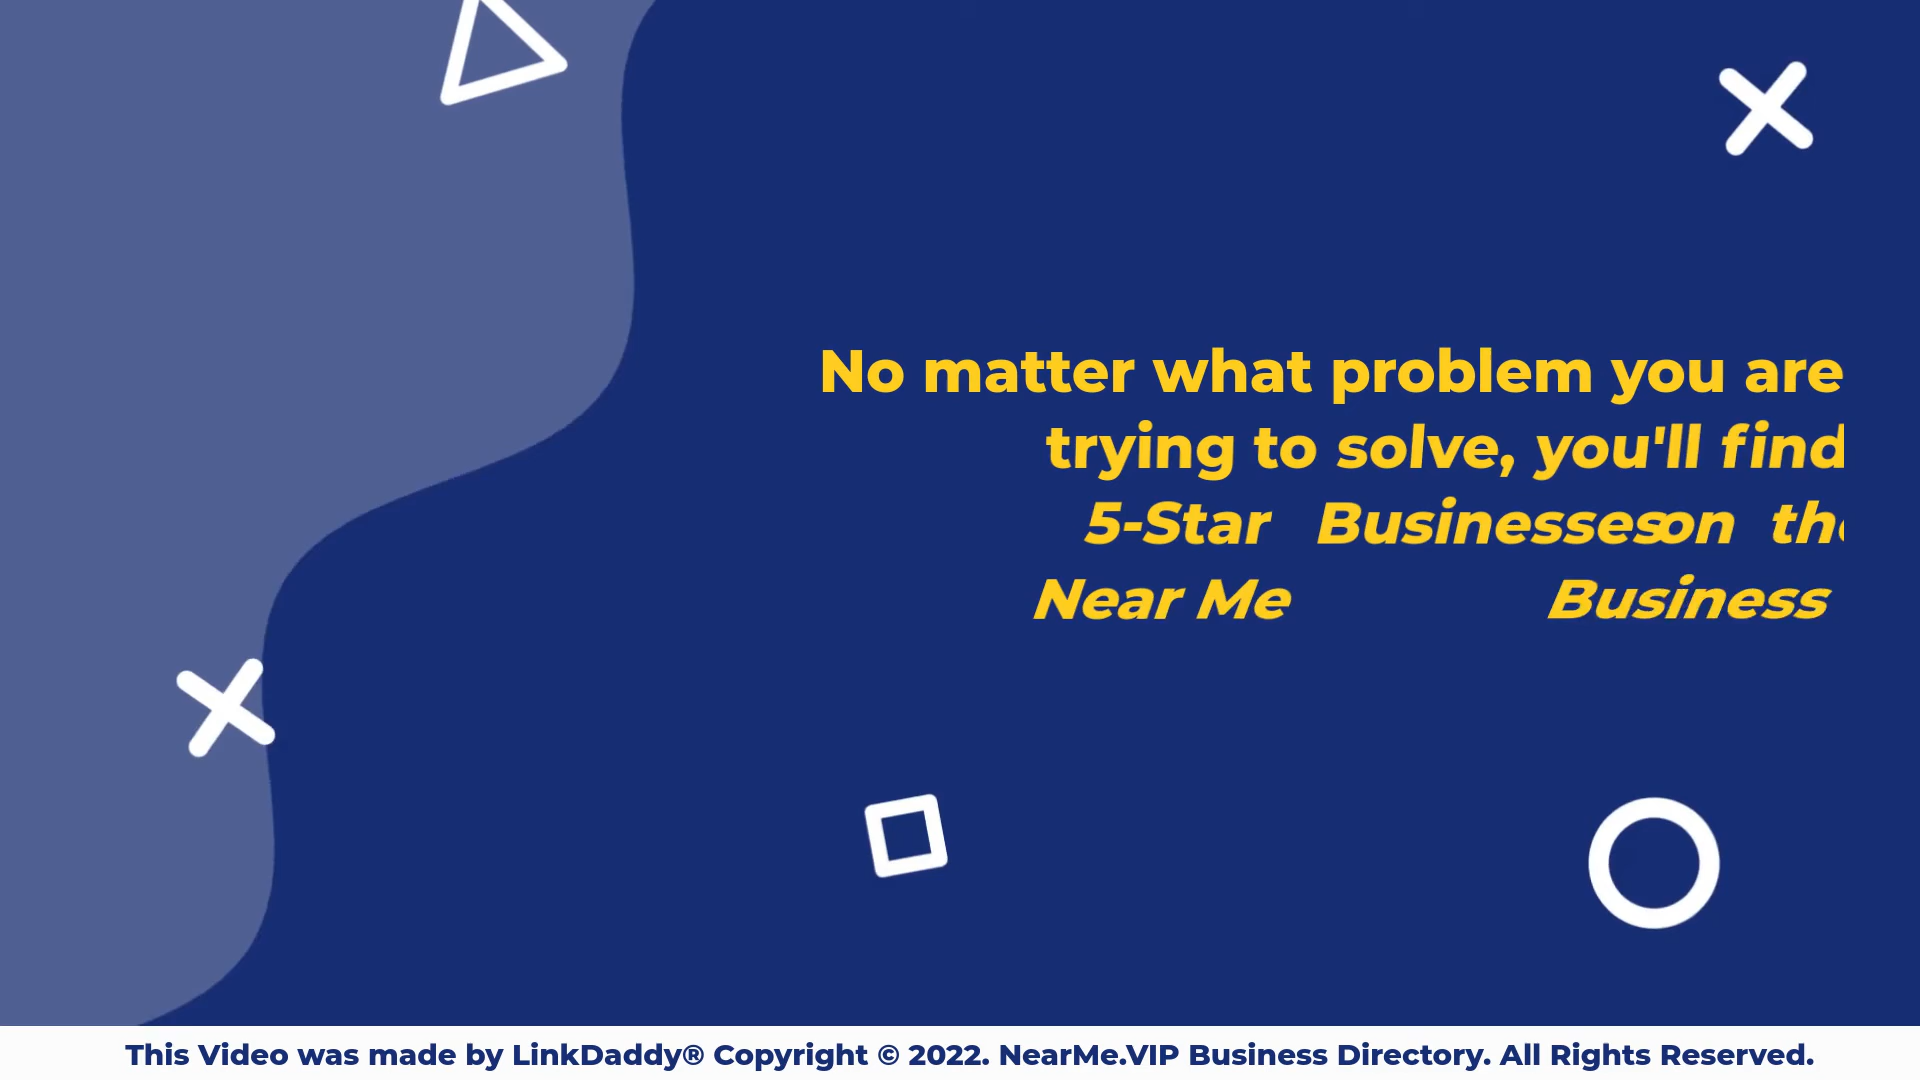 No matter what problem you are
trying to solve, you'll find
5-Star Businesses on the
Near Me Business
This Video was made by LinkDaddy® Copyright © 2022. NearMe.VIP Business Directory. All Rights Reserved.